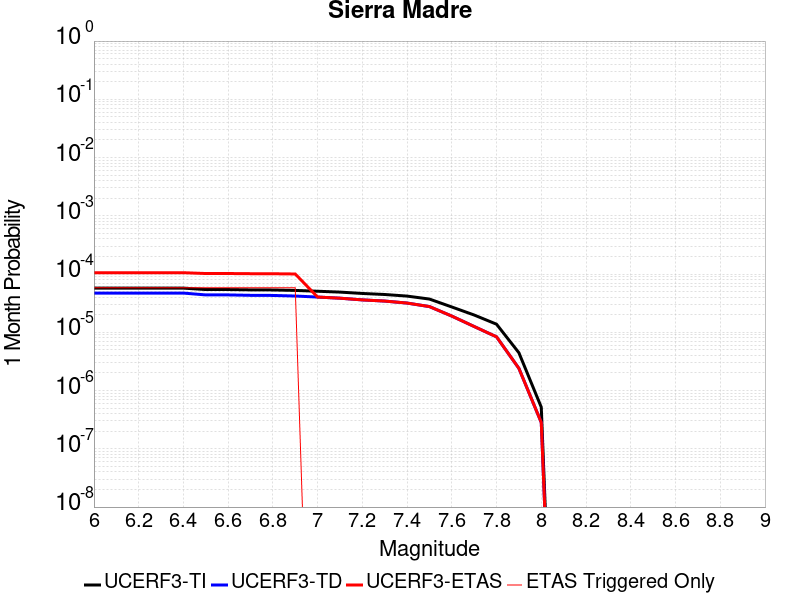 Sierra Madre
10^0
10^-1
10^-2
10^-3
10^-4
10^-5
10^-6
10^-7
10^-8
1 Month Probability
6 6.2 6.4 6.6 6.8 7 7.2 7.4 7.6 7.8 8 8.2 8.4 8.6 8.8 9
Magnitude
UCERF3-TI UCERF3-TD UCERF3-ETAS ETAS Triggered Only